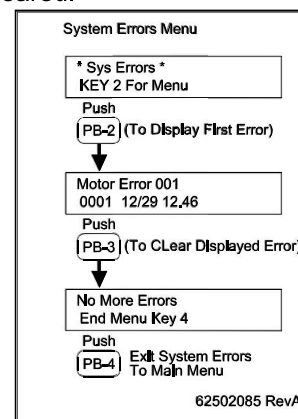 System Errors Menu
* Sys Errors *
KEY 2 For Menu
Push
PB-2 (To Display First Error)
Motor Error 001
0001 12/29 12.46
Push
PB-3 (To CLear Displayed Error)
No More Errors
End Menu Key 4
Push
PB-4 Exit System Errors
To Main Menu
62502085 RevA